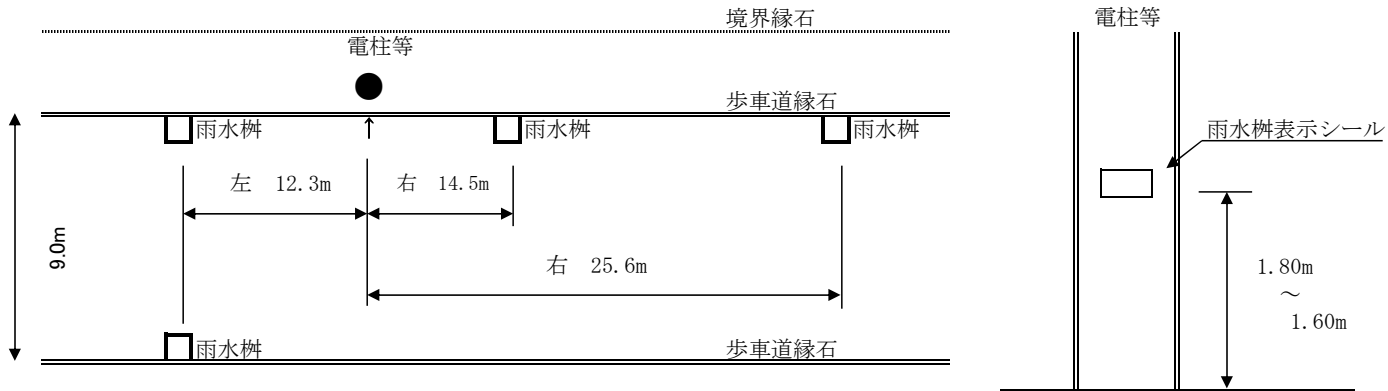 境界縁石
電柱等
歩車道縁石
雨水桝
雨水桝
雨水桝
左 12.3m
右 14.5m
9.0m
右 25.6m
雨水桝
歩車道縁石
電柱等
雨水桝表示シール
1.80m
～
1.60m